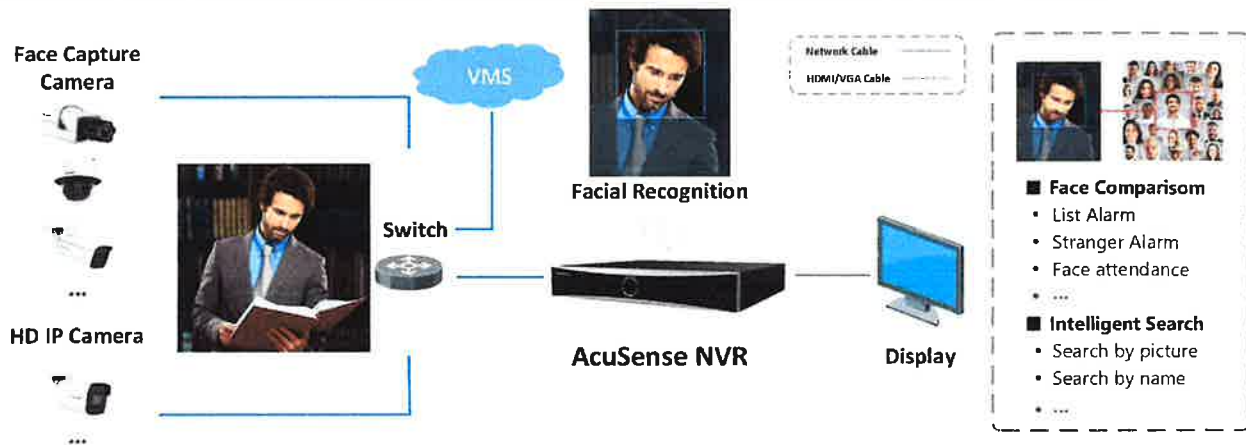 Face Capture
Camera
...
HD IP Camera
...
VMS
Switch
Facial Recognition
AcuSense NVR
Display
Network Cable
HDMI/VGA Cable
■ Face Comparisom
• List Alarm
• Stranger Alarm
• Face attendance
• ...
■ Intelligent Search
• Search by picture
• Search by name
• ...